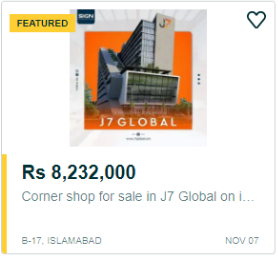 FEATURED
SIGN
J7
J7 GLOBAL
Rs 8,232,000
Corner shop for sale in J7 Global on i...
B-17, ISLAMABAD
NOV 07